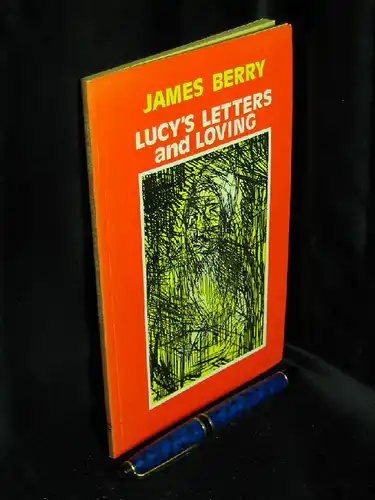 JAMES BERRY
LUCY'S LETTERS
and LOVING